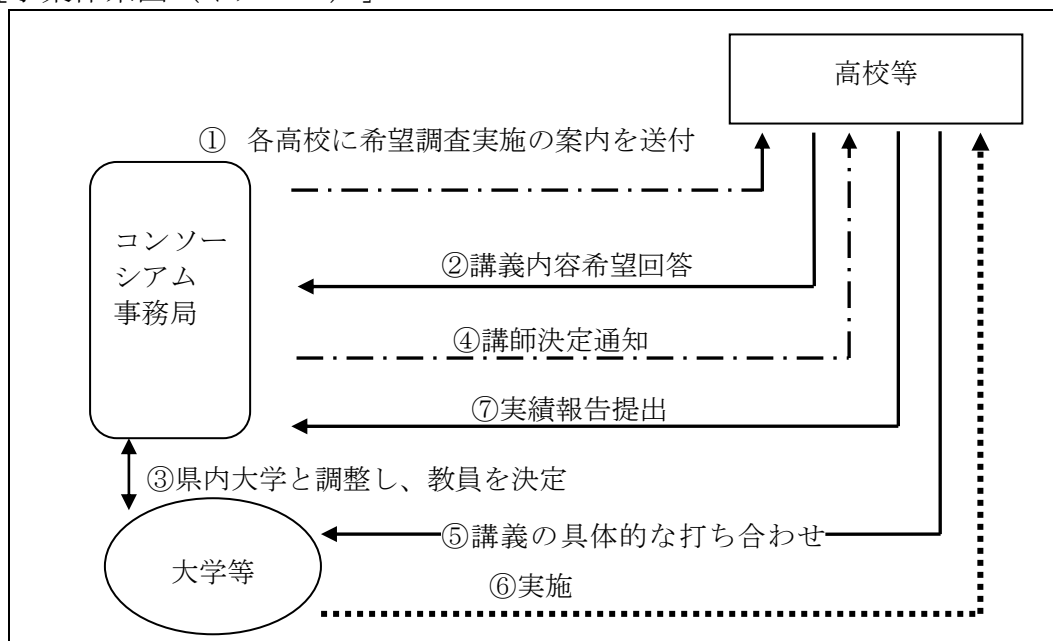 高校等
① 各高校に希望調査実施の案内を送付
コンソー
シアム
事務局
②講義内容希望回答
④講師決定通知
⑦実績報告提出
③県内大学と調整し、教員を決定
⑤講義の具体的な打ち合わせ
大学等
⑥実施